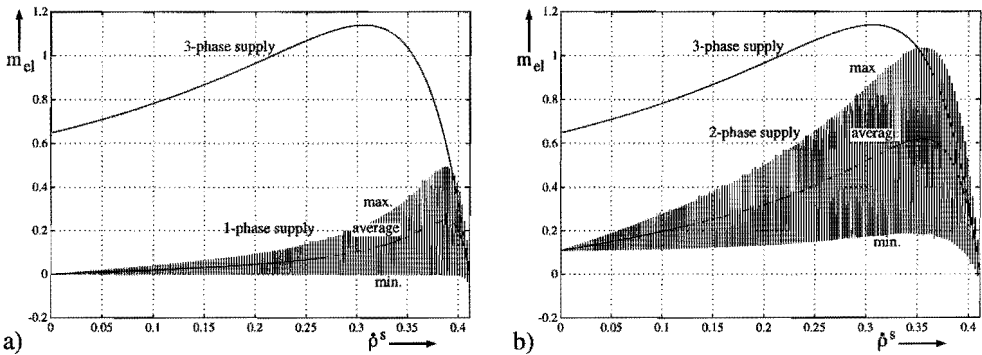 m_el
1.2
1
0.8
0.6
0.4
0.2
0
-0.2
3-phase supply
1-phase supply
max.
average
min.
0 0.05 0.1 0.15 0.2 0.25 0.3 0.35 0.4
a)
ρ̇ˢ
m_el
1.2
1
0.8
0.6
0.4
0.2
0
-0.2
3-phase supply
max
2-phase supply
average
min.
0 0.05 0.1 0.15 0.2 0.25 0.3 0.35 0.4
b)
ρ̇ˢ